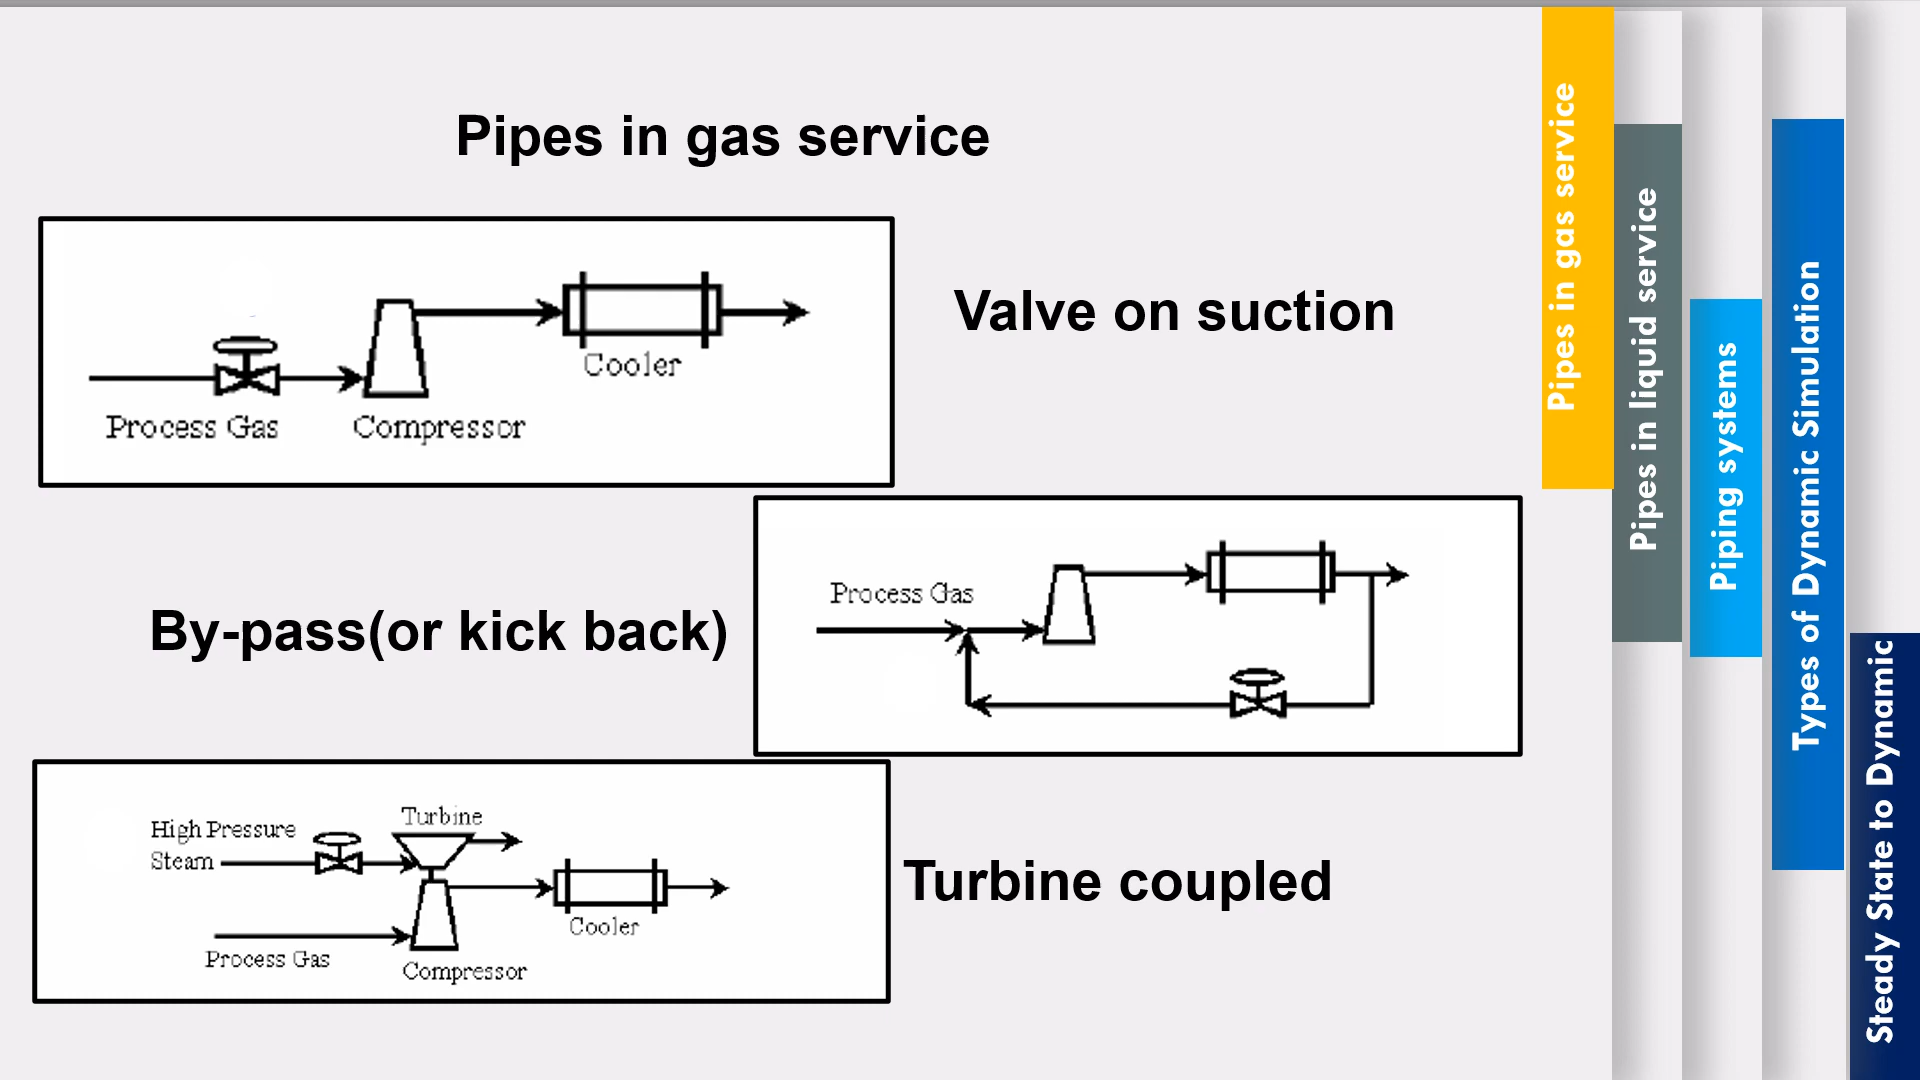 Pipes in gas service
Process Gas
Compressor
Cooler
Valve on suction
By-pass(or kick back)
Process Gas
High Pressure
Steam
Turbine
Process Gas
Compressor
Cooler
Turbine coupled
Pipes in gas service
Pipes in liquid service
Piping systems
Types of Dynamic Simulation
Steady State to Dynamic